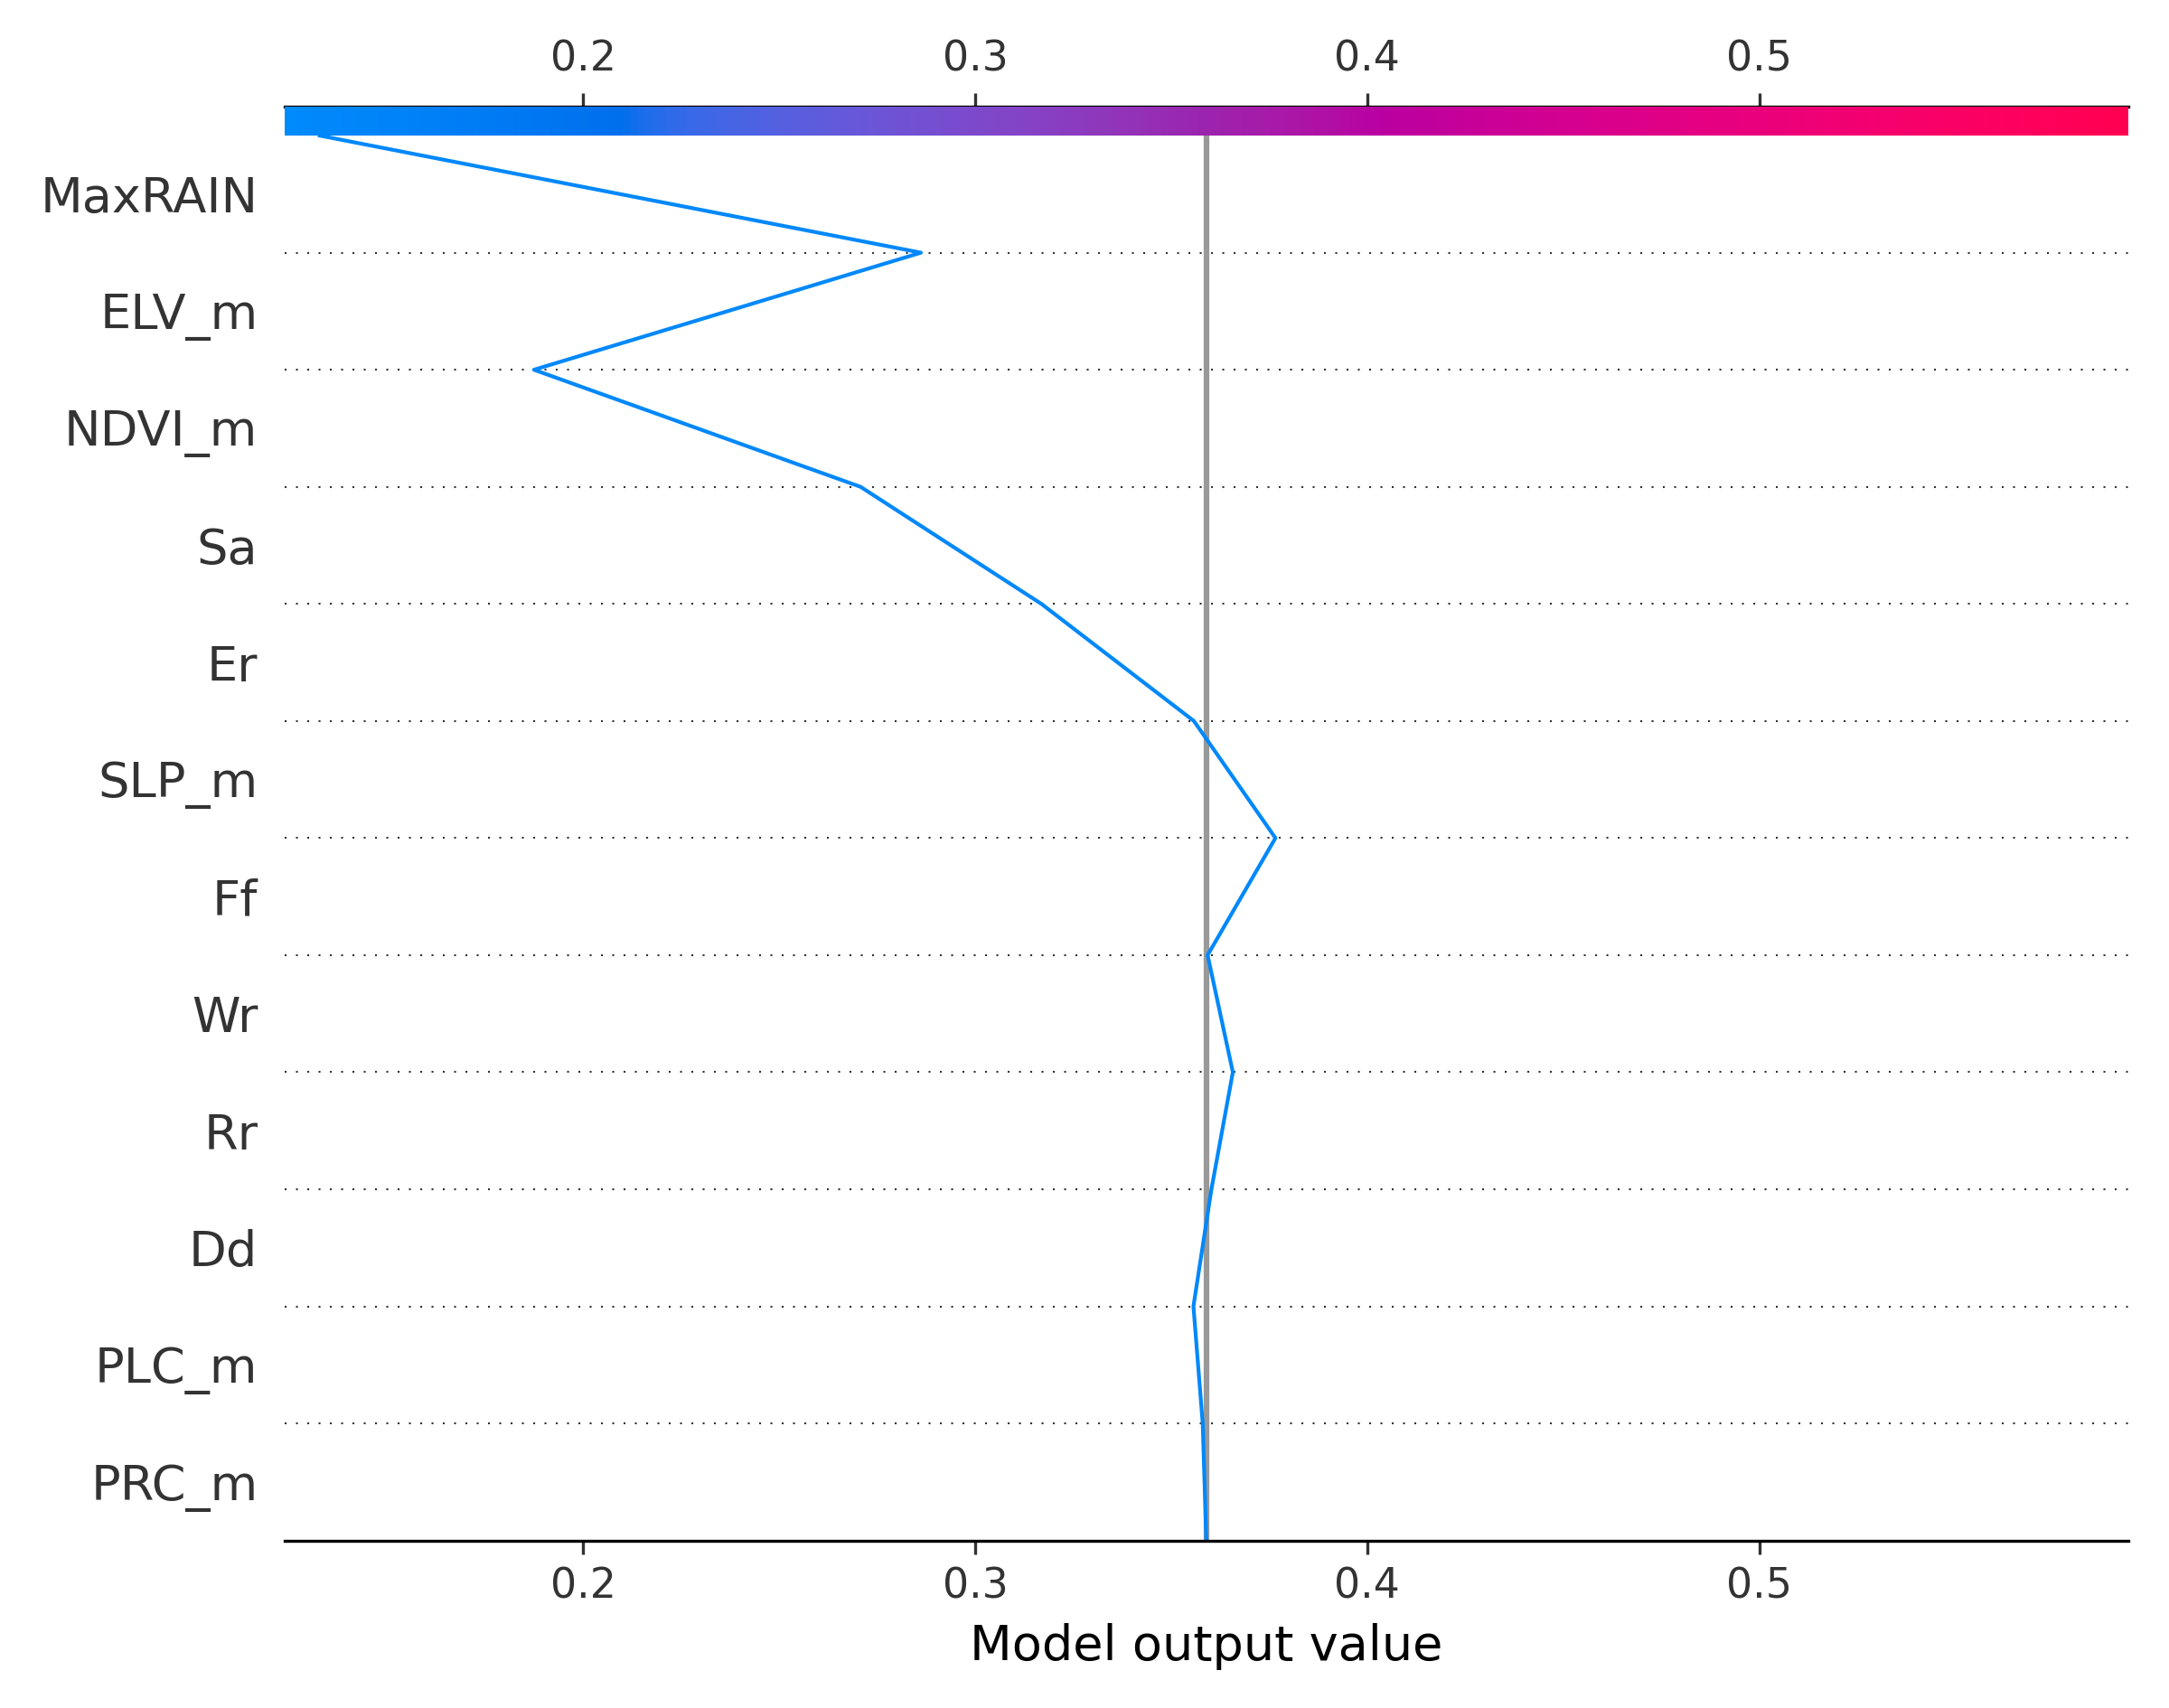 0.2 0.3 0.4 0.5
MaxRAIN
ELV_m
NDVI_m
Sa
Er
SLP_m
Ff
Wr
Rr
Dd
PLC_m
PRC_m
0.2 0.3 0.4 0.5
Model output value